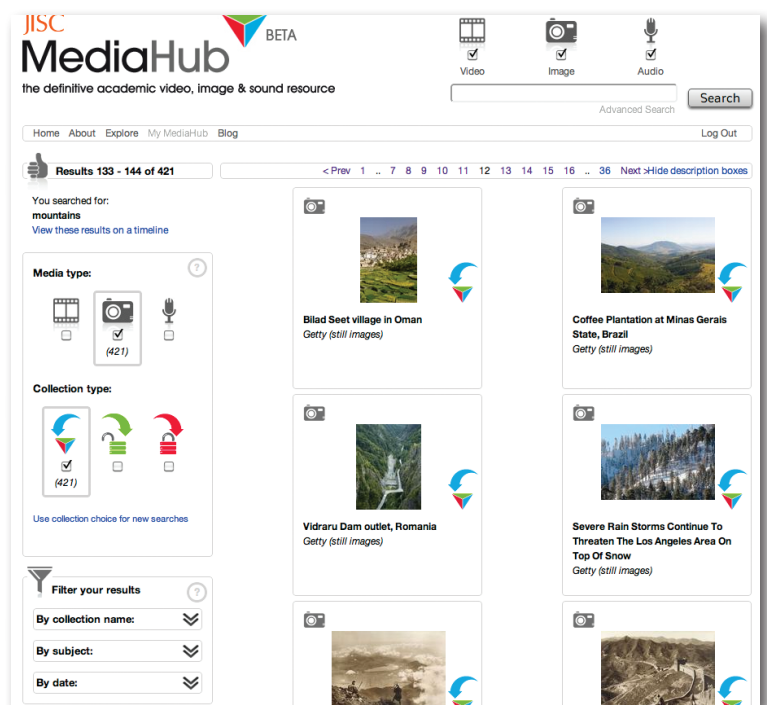 JISC
MediaHub BETA
the definitive academic video, image & sound resource
Video Image Audio
Advanced Search
Search
Home About Explore My MediaHub Blog Log Out
Results 133 - 144 of 421
< Prev 1 .. 7 8 9 10 11 12 13 14 15 16 .. 36 Next >Hide description boxes
You searched for:
mountains
View these results on a timeline
Media type:
?
(421)
Collection type:
(421)
Use collection choice for new searches
Filter your results
?
By collection name:
By subject:
By date:
Bilad Seet village in Oman
Getty (still images)
Coffee Plantation at Minas Gerais
State, Brazil
Getty (still images)
Vidraru Dam outlet, Romania
Getty (still images)
Severe Rain Storms Continue To
Threaten The Los Angeles Area On
Top Of Snow
Getty (still images)